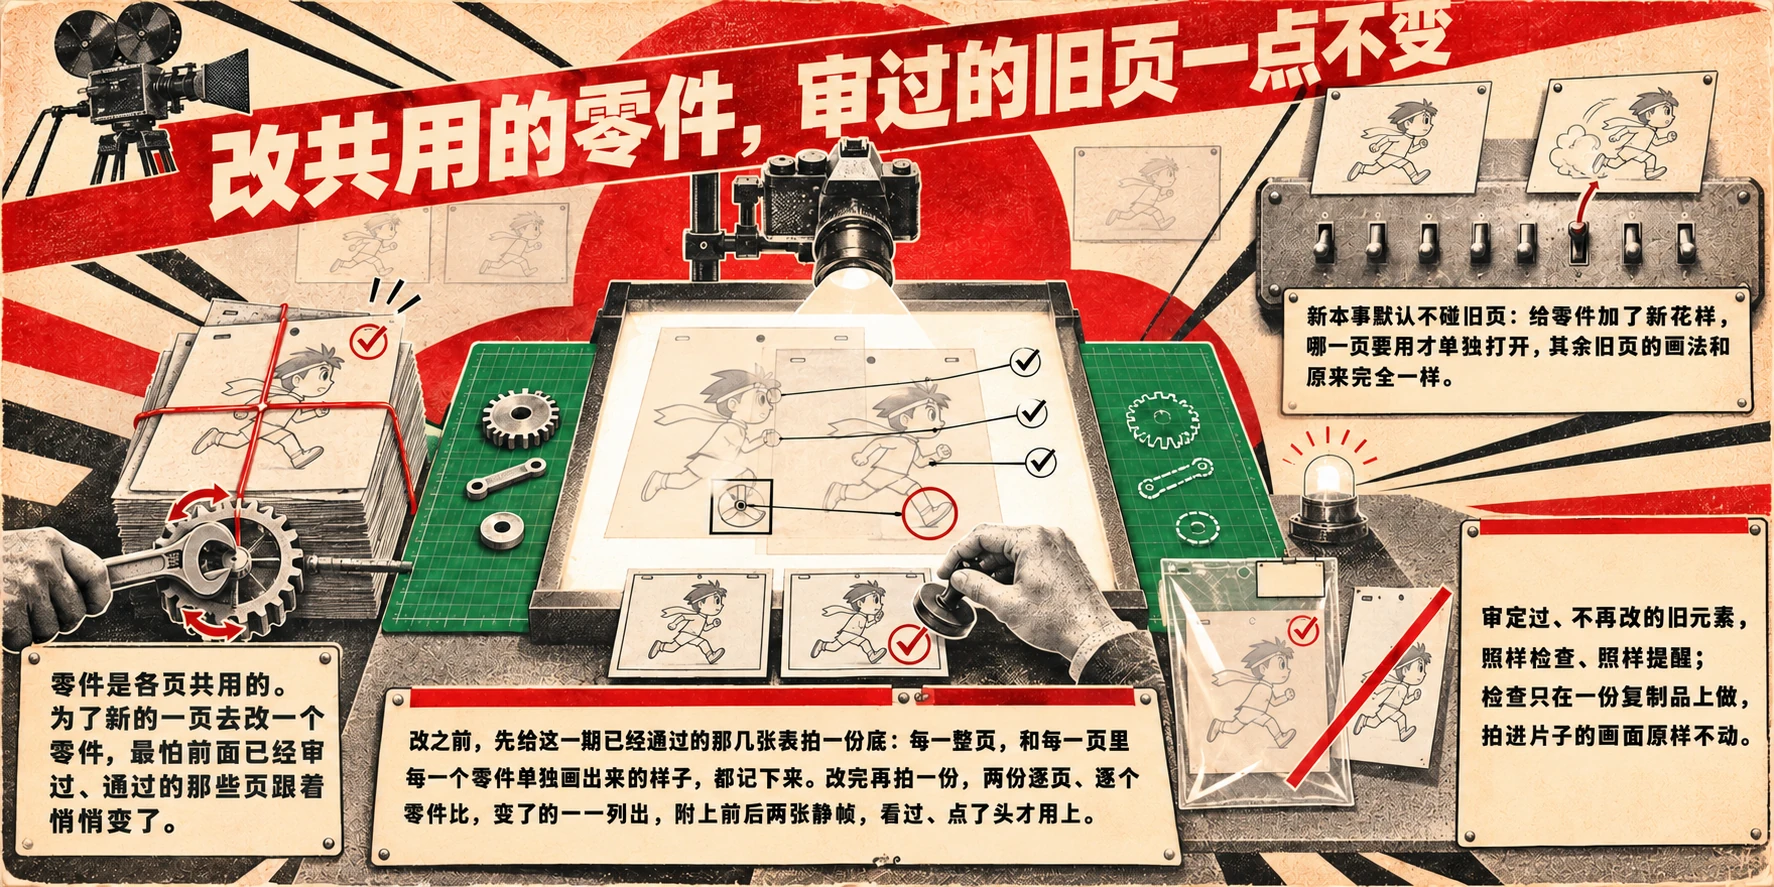 改共用的零件，审过的旧页一点不变
新本事默认不碰旧页：给零件加了新花样，
哪一页要用才单独打开，其余旧页的画法和
原来完全一样。
零件是各页共用的。
为了新的一页去改一个
零件，最怕前面已经审
过、通过的那些页跟着
悄悄变了。
改之前，先给这一期已经通过的那几张表拍一份底：每一整页，和每一页里
每一个零件单独画出来的样子，都记下来。改完再拍一份，两份逐页、逐个
零件比，变了的一一列出，附上前后两张静帧，看过、点了头才用上。
审定过、不再改的旧元素，
照样检查、照样提醒；
检查只在一份复制品上做，
拍进片子的画面原样不动。